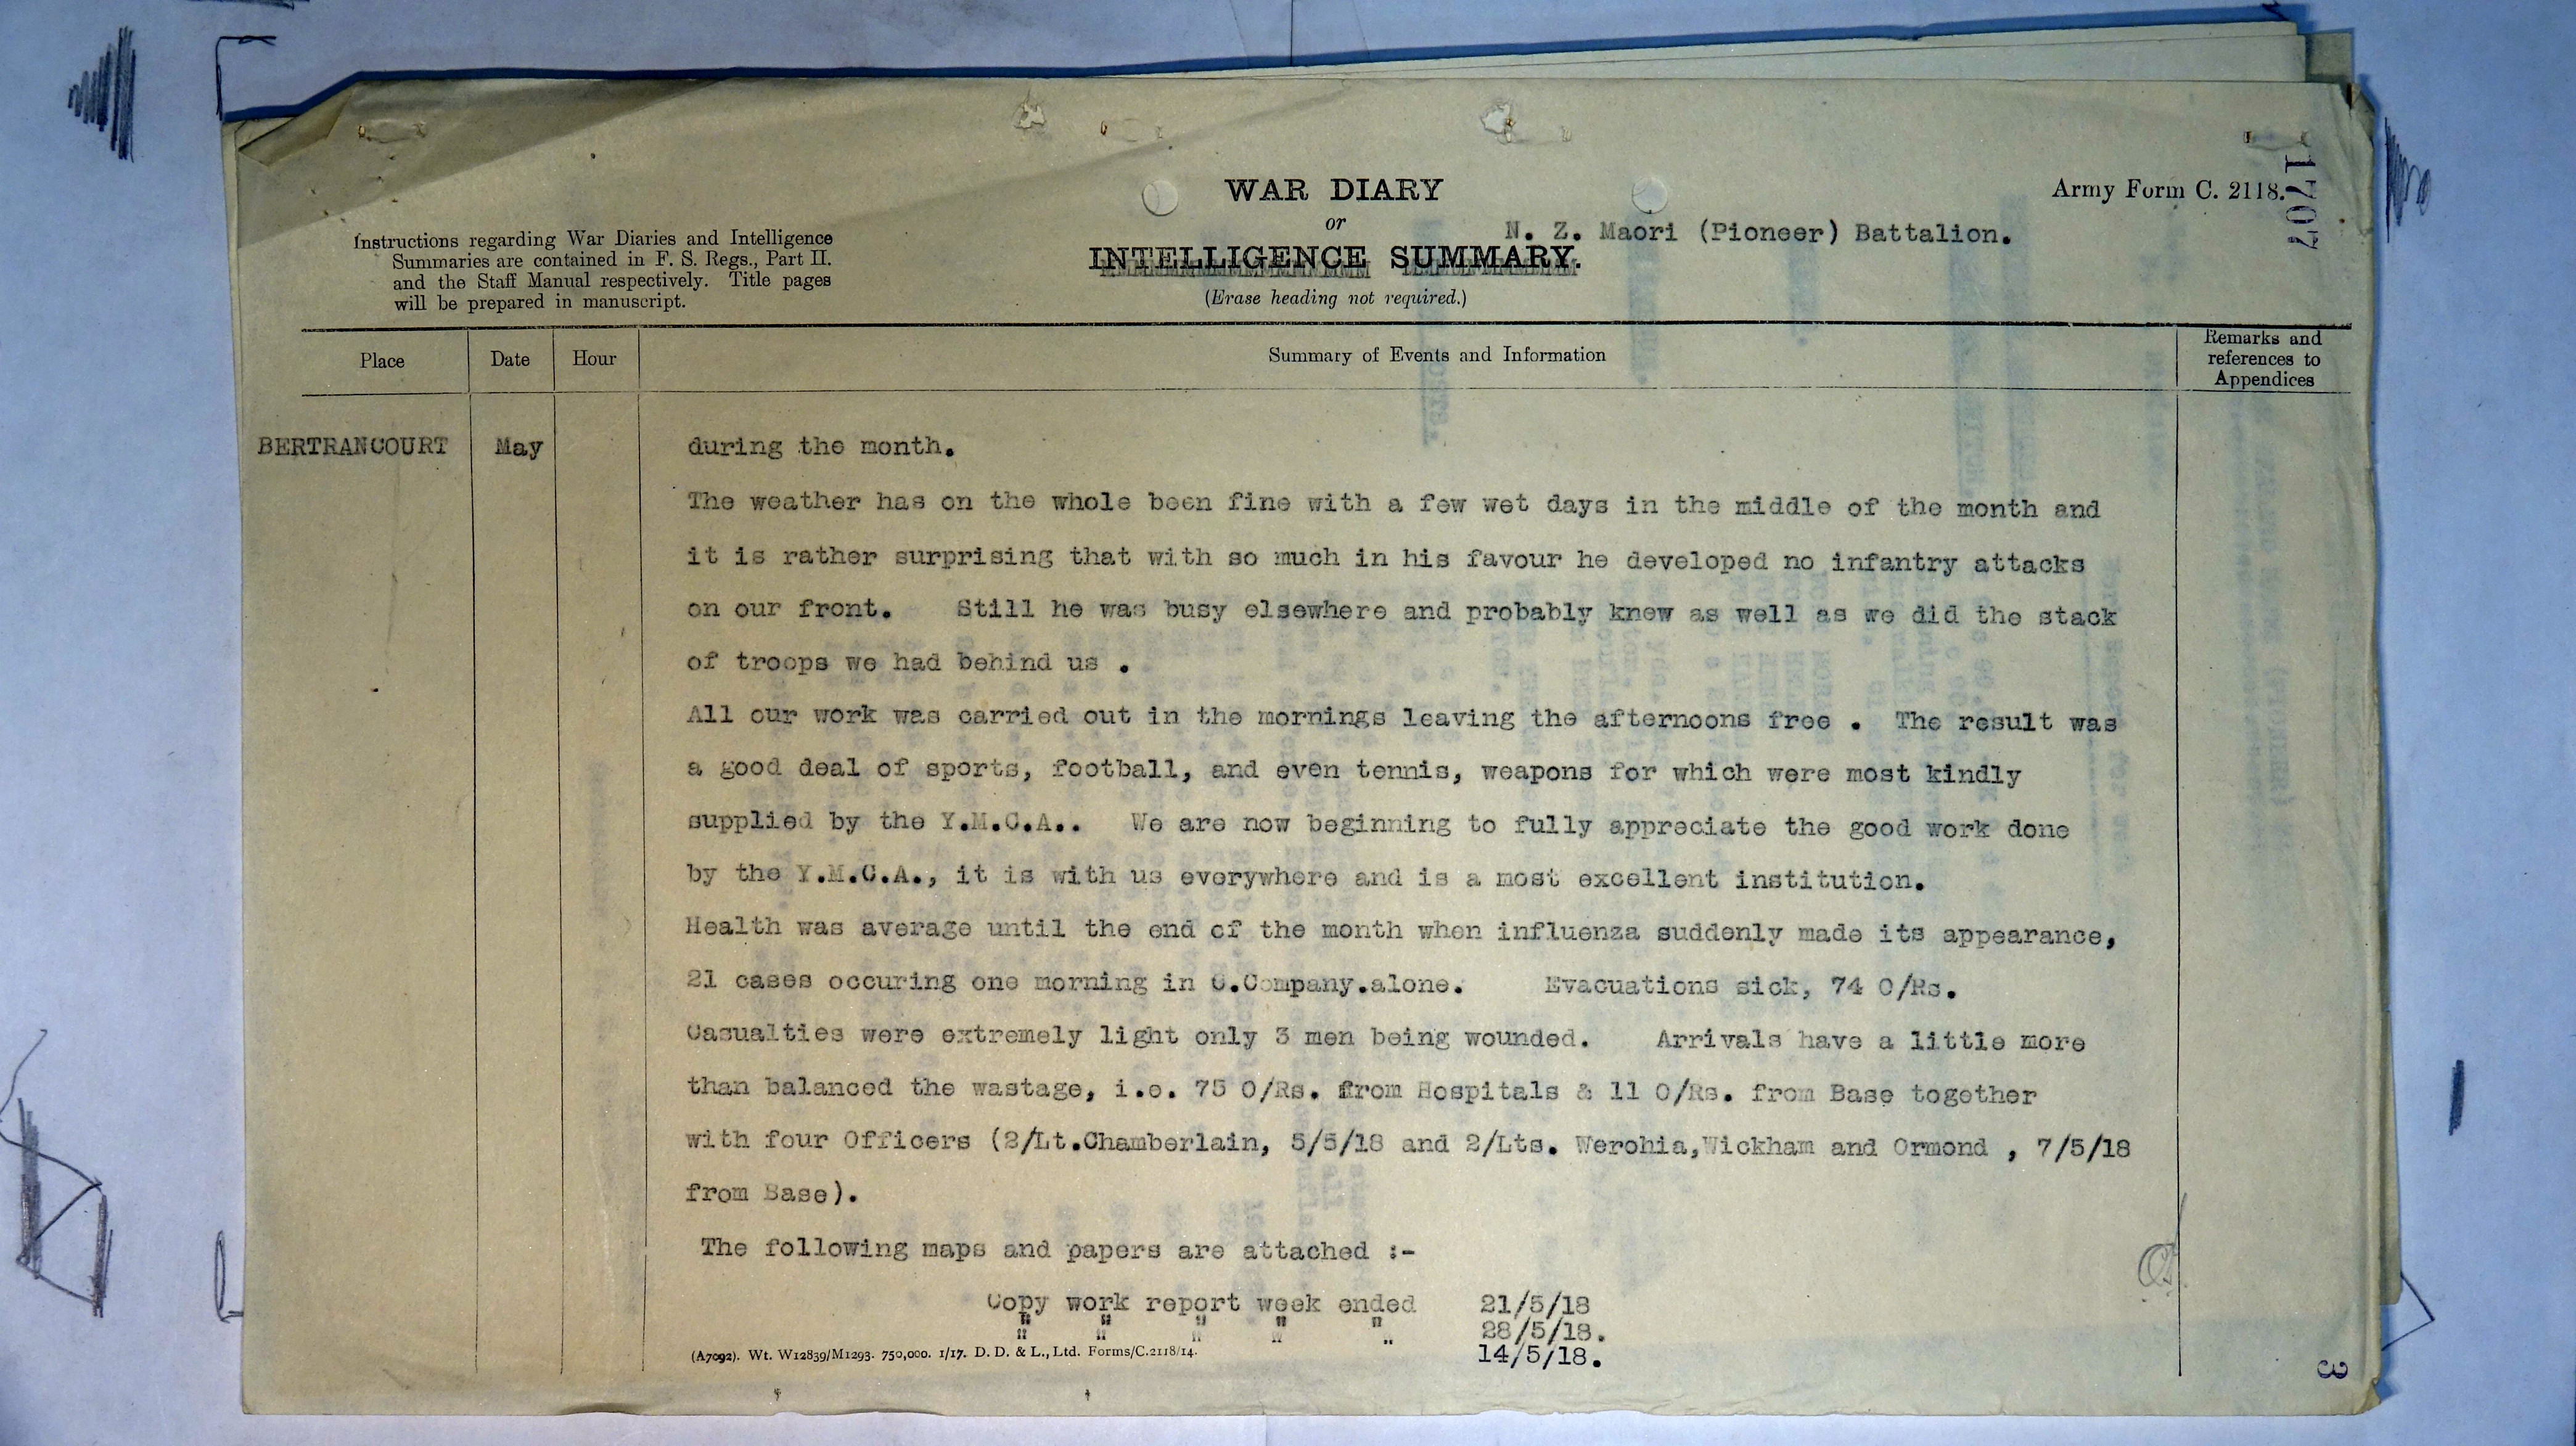 WAR DIARY
or
INTELLIGENCE SUMMARY.
(Erase heading not required.)
N. Z. Maori (Pioneer) Battalion.
Army Form C. 2118.
1707
Instructions regarding War Diaries and Intelligence
Summaries are contained in F. S. Regs., Part II.
and the Staff Manual respectively. Title pages
will be prepared in manuscript.
Place Date Hour Summary of Events and Information Remarks and references to Appendices
BERTRANCOURT May during the month.
The weather has on the whole been fine with a few wet days in the middle of the month and
it is rather surprising that with so much in his favour he developed no infantry attacks
on our front. Still he was busy elsewhere and probably knew as well as we did the stack
of troops we had behind us .
All our work was carried out in the mornings leaving the afternoons free . The result was
a good deal of sports, football, and even tennis, weapons for which were most kindly
supplied by the Y.M.C.A.. We are now beginning to fully appreciate the good work done
by the Y.M.C.A., it is with us everywhere and is a most excellent institution.
Health was average until the end of the month when influenza suddenly made its appearance,
21 cases occuring one morning in C.Company.alone. Evacuations sick, 74 O/Rs.
Casualties were extremely light only 3 men being wounded. Arrivals have a little more
than balanced the wastage, i.e. 75 O/Rs. from Hospitals & 11 O/Rs. from Base together
with four Officers (2/Lt.Chamberlain, 5/5/18 and 2/Lts. Werohia,Wickham and Ormond , 7/5/18
from Base).
The following maps and papers are attached :-
Copy work report week ended 21/5/18
" " " " " 28/5/18.
" " " " " 14/5/18.
(A7092). Wt. W12839/M1293. 750,000. 1/17. D. D. & L., Ltd. Forms/C.2118/14.
3